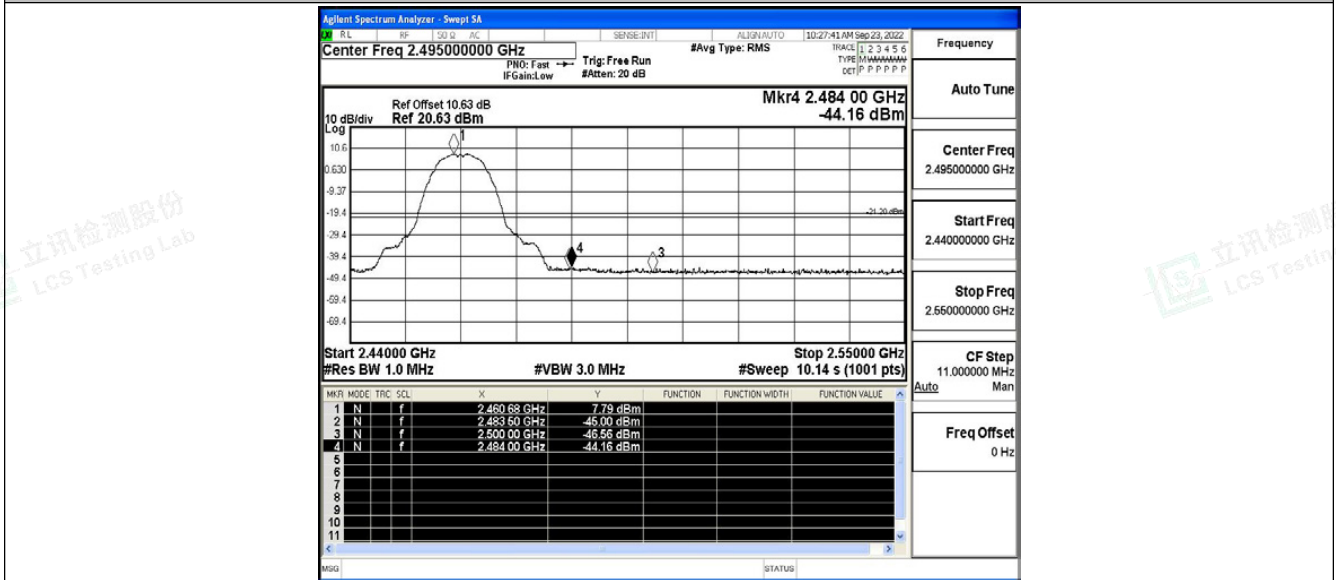 Agilent Spectrum Analyzer - Swept SA
RL RF 50 Ω AC SENSE:INT ALIGNAUTO 10:27:41 AM Sep 23, 2022
Center Freq 2.495000000 GHz
#Avg Type: RMS
TRACE 1 2 3 4 5 6
PNO: Fast Trig: Free Run
TYPE M WWWWW
IFGain:Low #Atten: 20 dB
DET P P P P P P
Mkr4 2.484 00 GHz
-44.16 dBm
Ref Offset 10.63 dB
10 dB/div Ref 20.63 dBm
Log
10.6
0.630
-9.37
-19.4
-29.4
-39.4
-49.4
-59.4
-69.4
1
-21.20 dBm
4
3
Start 2.44000 GHz Stop 2.55000 GHz
#Res BW 1.0 MHz #VBW 3.0 MHz #Sweep 10.14 s (1001 pts)
MKR MODE TRC SCL X Y FUNCTION FUNCTION WIDTH FUNCTION VALUE
1 N f 2.460 68 GHz 7.79 dBm
2 N f 2.483 50 GHz -45.00 dBm
3 N f 2.500 00 GHz -46.56 dBm
4 N f 2.484 00 GHz -44.16 dBm
5
6
7
8
9
10
11
MSG STATUS
Frequency
Auto Tune
Center Freq
2.495000000 GHz
Start Freq
2.440000000 GHz
Stop Freq
2.550000000 GHz
CF Step
11.000000 MHz
Auto Man
Freq Offset
0 Hz
立讯检测股份
LCS Testing Lab
立讯检测
LCS Testin